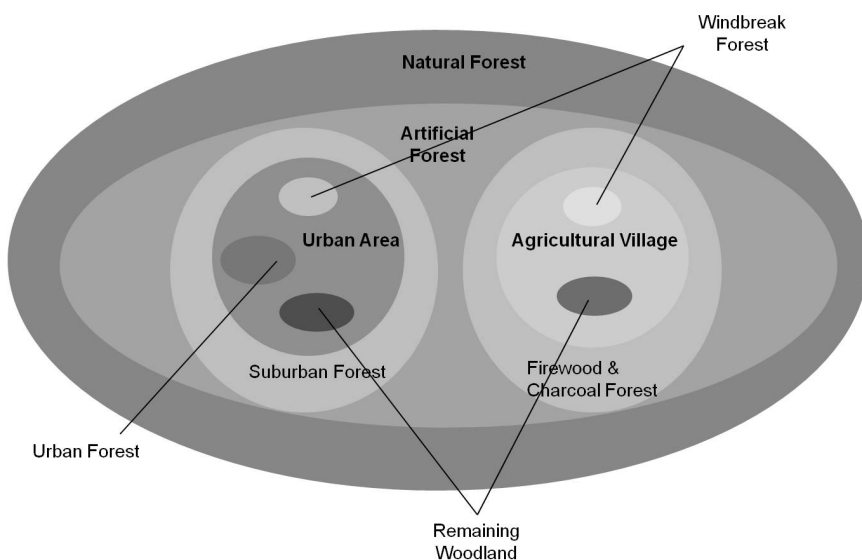 Windbreak
Forest
Natural Forest
Artificial
Forest
Urban Area
Agricultural Village
Suburban Forest
Firewood &
Charcoal Forest
Urban Forest
Remaining
Woodland